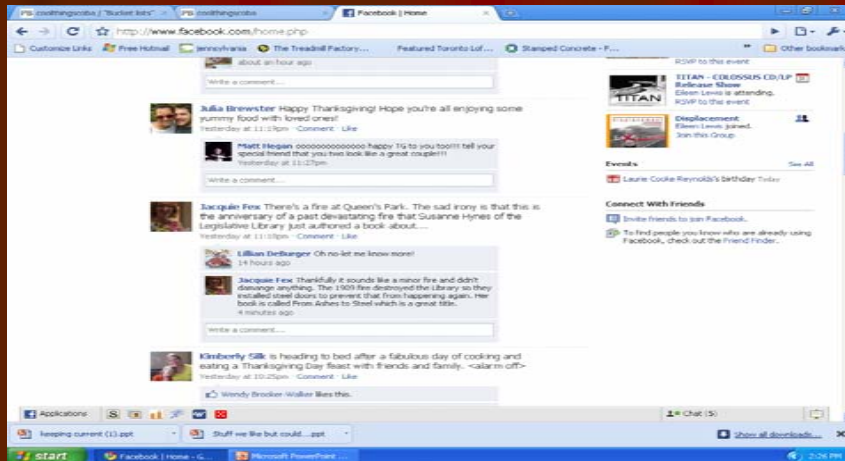 coolthingscoba / "Bucket lists"
coolthingscoba
Facebook | Home
http://www.facebook.com/home.php
Customize Links
Free Hotmail
jennsylvania
The Treadmill Factory...
Featured Toronto Lof...
Stamped Concrete - F...
Other bookmarks
about an hour ago
Write a comment...
Julia Brewster Happy Thanksgiving! Hope you're all enjoying some
yummy food with loved ones!
Yesterday at 11:19pm · Comment · Like
Matt Hegan happy TG to you too!!! tell your
special friend that you two look like a great couple!!!
Yesterday at 11:27pm
Write a comment...
Jacquie Fex There's a fire at Queen's Park. The sad irony is that this is
the anniversary of a past devastating fire that Susanne Hynes of the
Legislative Library just authored a book about....
Yesterday at 11:18pm · Comment · Like
Lillian DeBurger Oh no-let me know more!
14 hours ago
Jacquie Fex Thankfully it sounds like a minor fire and didn't
damange anything. The 1909 fire destroyed the Library so they
installed steel doors to prevent that from happening again. Her
book is called From Ashes to Steel which is a great title.
4 minutes ago
Write a comment...
Kimberly Silk is heading to bed after a fabulous day of cooking and
eating a Thanksgiving Day feast with friends and family. <alarm off>
Yesterday at 10:25pm · Comment · Like
Wendy Brooker-Walker likes this.
RSVP to this event
TITAN
TITAN - COLOSSUS CD/LP
Release Show
Eileen Lewis is attending.
RSVP to this event
Displacement
Eileen Lewis joined.
Join this Group
Events
See All
Laurie Cooke Reynolds's birthday Today
Connect With Friends
Invite friends to join Facebook.
To find people you know who are already using
Facebook, check out the Friend Finder.
Applications
Chat (5)
keeping current (1).ppt
Stuff we like but could....ppt
Show all downloads...
start
Facebook | Home - G...
Microsoft PowerPoint ...
2:26 PM